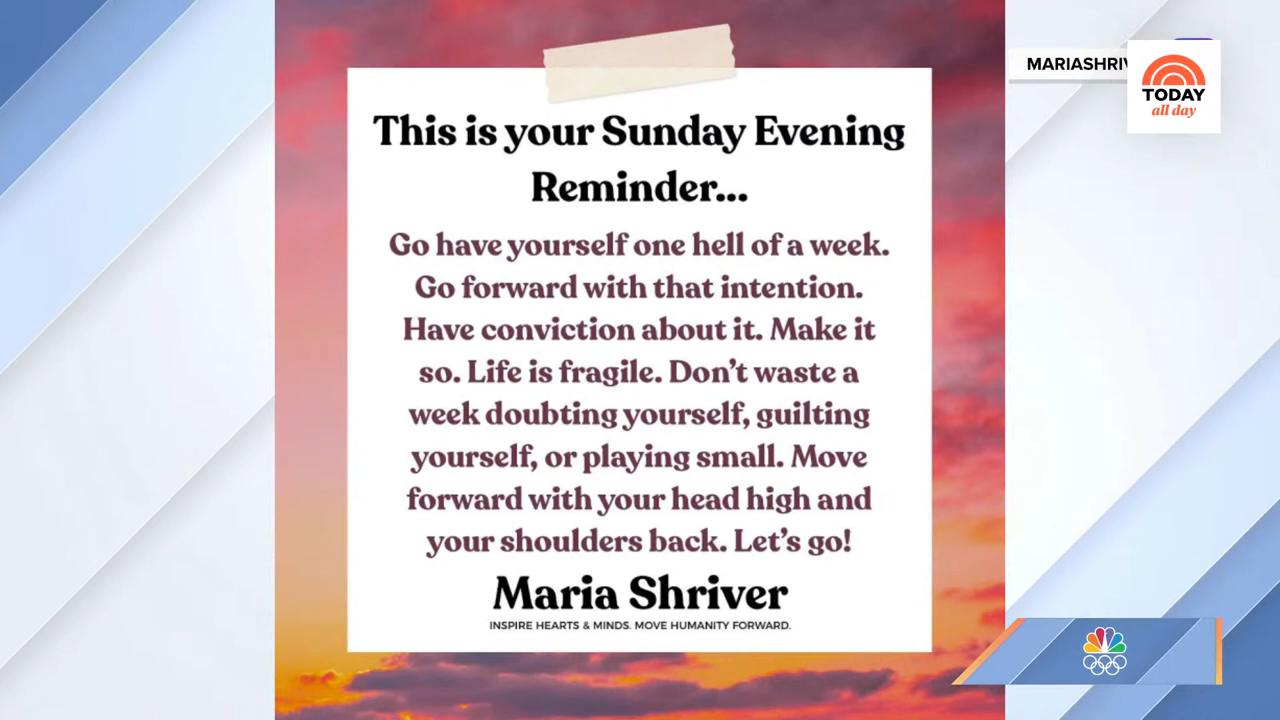 This is your Sunday Evening
Reminder...
Go have yourself one hell of a week.
Go forward with that intention.
Have conviction about it. Make it
so. Life is fragile. Don't waste a
week doubting yourself, guilting
yourself, or playing small. Move
forward with your head high and
your shoulders back. Let's go!
Maria Shriver
INSPIRE HEARTS & MINDS. MOVE HUMANITY FORWARD.
MARIASHRIV
TODAY
all day